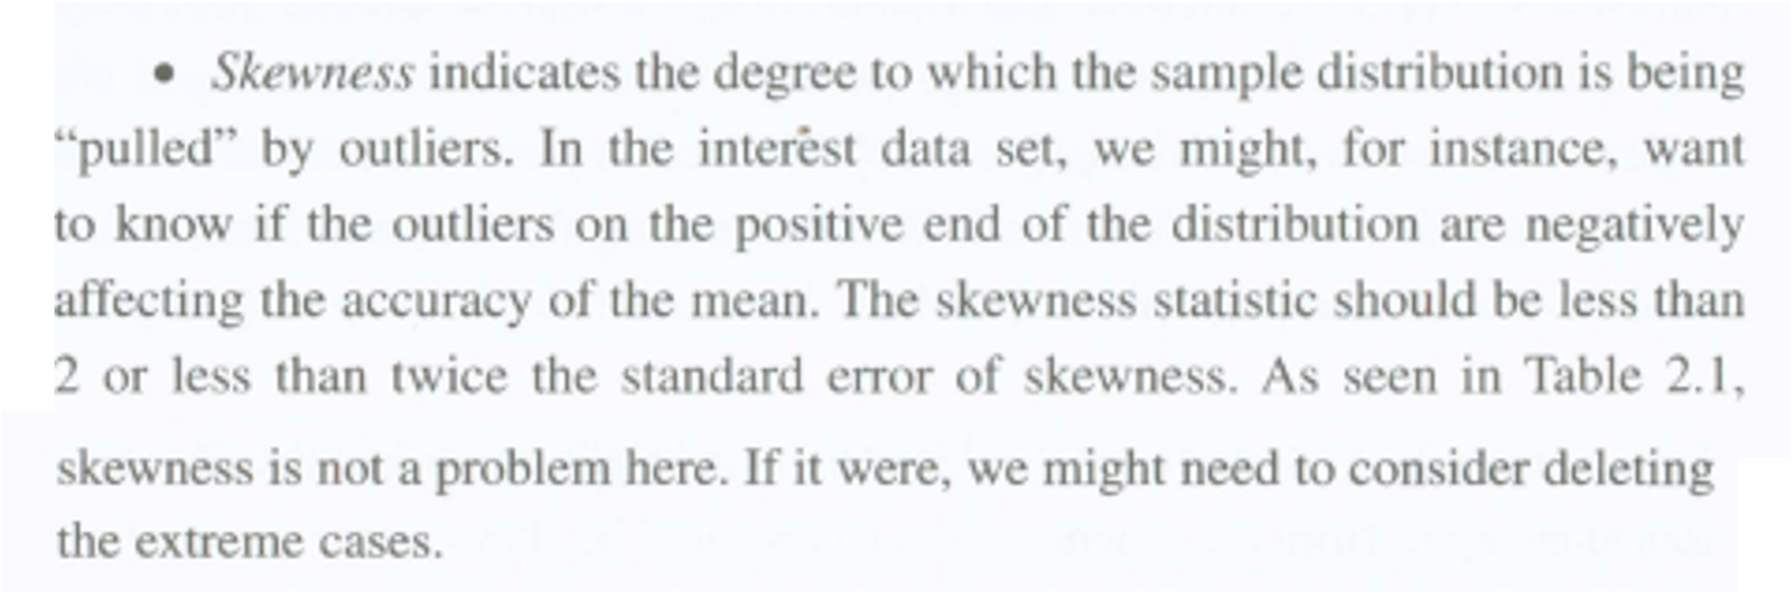 • Skewness indicates the degree to which the sample distribution is being
“pulled” by outliers. In the interest data set, we might, for instance, want
to know if the outliers on the positive end of the distribution are negatively
affecting the accuracy of the mean. The skewness statistic should be less than
2 or less than twice the standard error of skewness. As seen in Table 2.1,
skewness is not a problem here. If it were, we might need to consider deleting
the extreme cases.